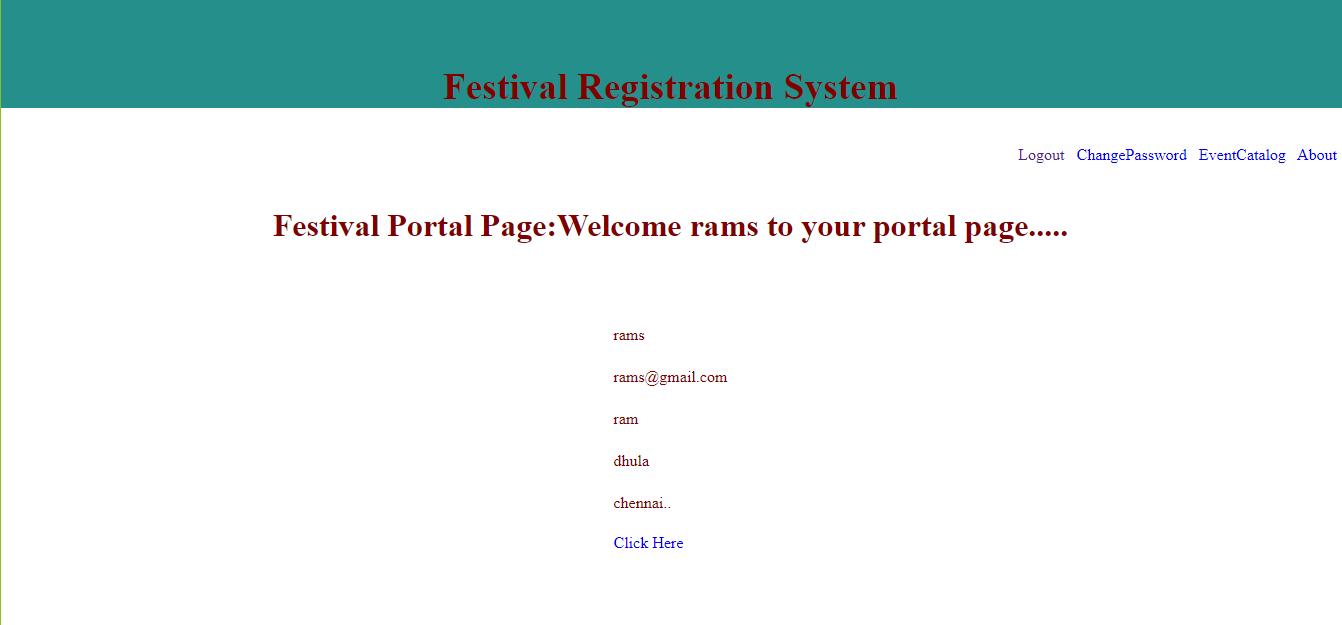 Festival Registration System
Logout ChangePassword EventCatalog About
Festival Portal Page:Welcome rams to your portal page.....
rams
rams@gmail.com
ram
dhula
chennai..
Click Here